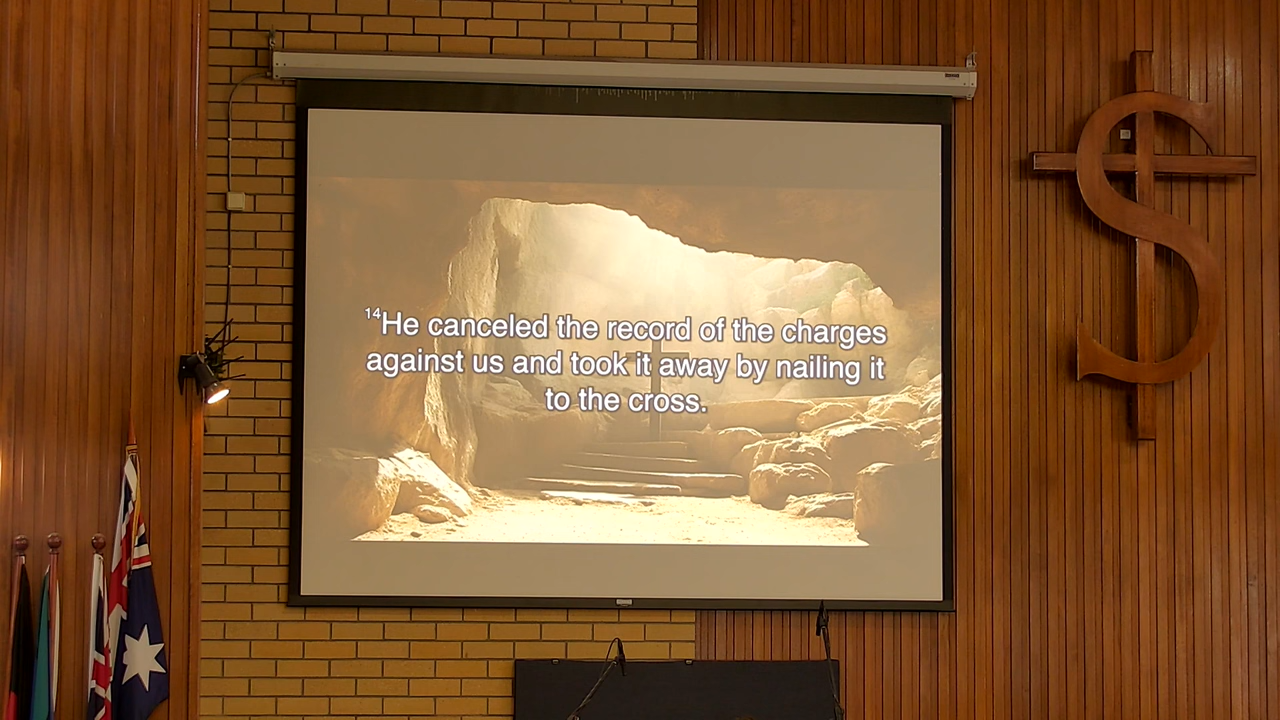 ¹⁴He canceled the record of the charges
against us and took it away by nailing it
to the cross.